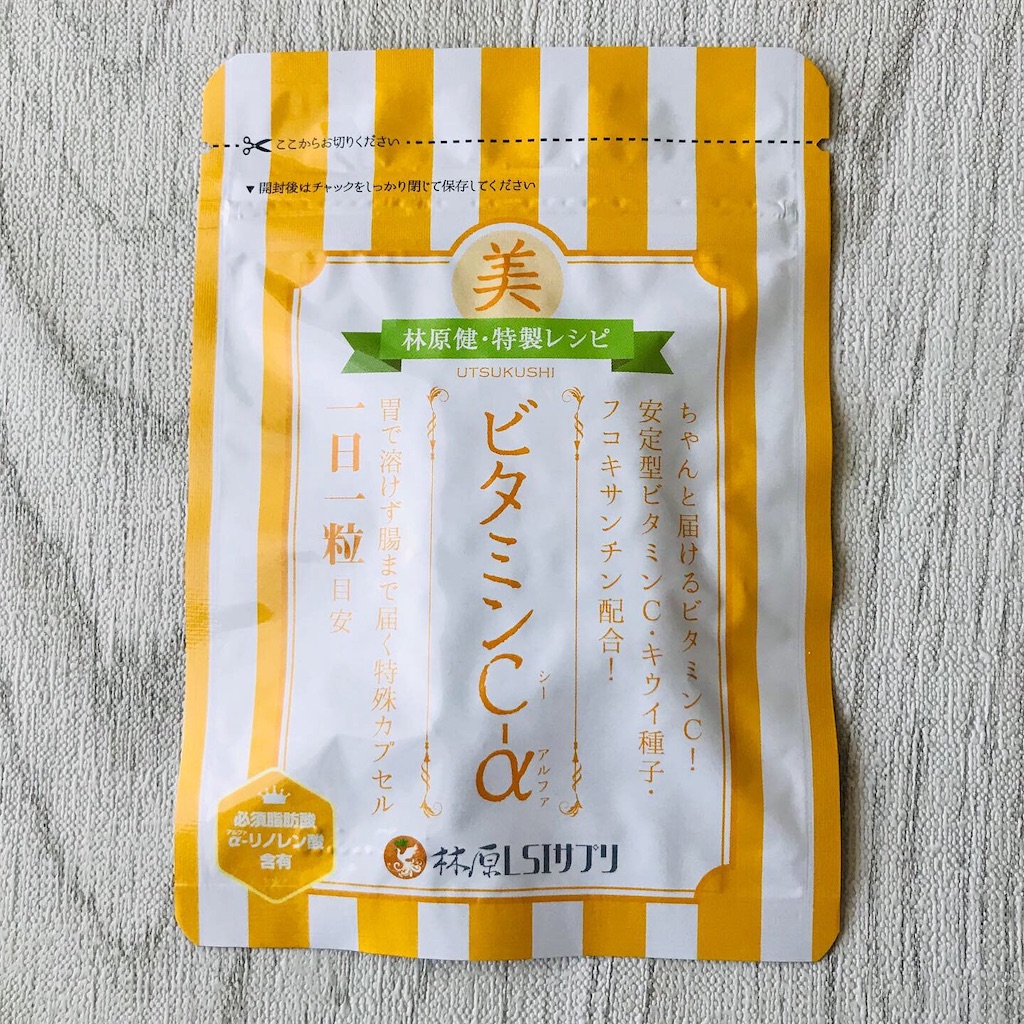 ここからお切りください
▼開封後はチャックをしっかり閉じて保存してください
美
林原健・特製レシピ
UTSUKUSHI
ちゃんと届けるビタミンC！
安定型ビタミンC・キウイ種子・
フコキサンチン配合！
ビタミンC-α
シー
アルファ
胃で溶けず腸まで届く特殊カプセル
一日一粒目安
必須脂肪酸
アルファ
α-リノレン酸
含有
林原LSIサプリ